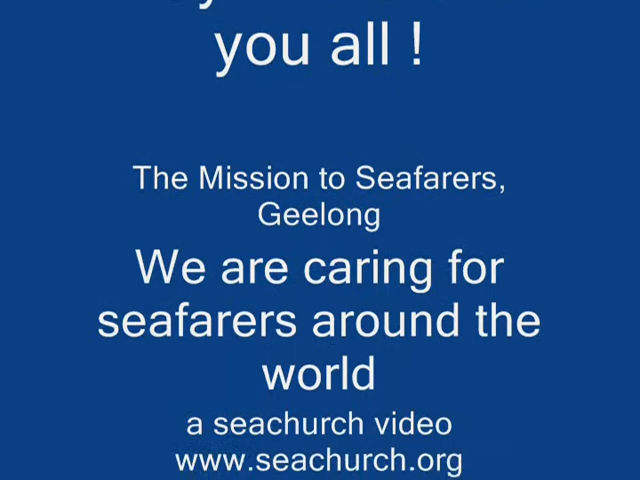 you all !
The Mission to Seafarers,
Geelong
We are caring for
seafarers around the
world
a seachurch video
www.seachurch.org